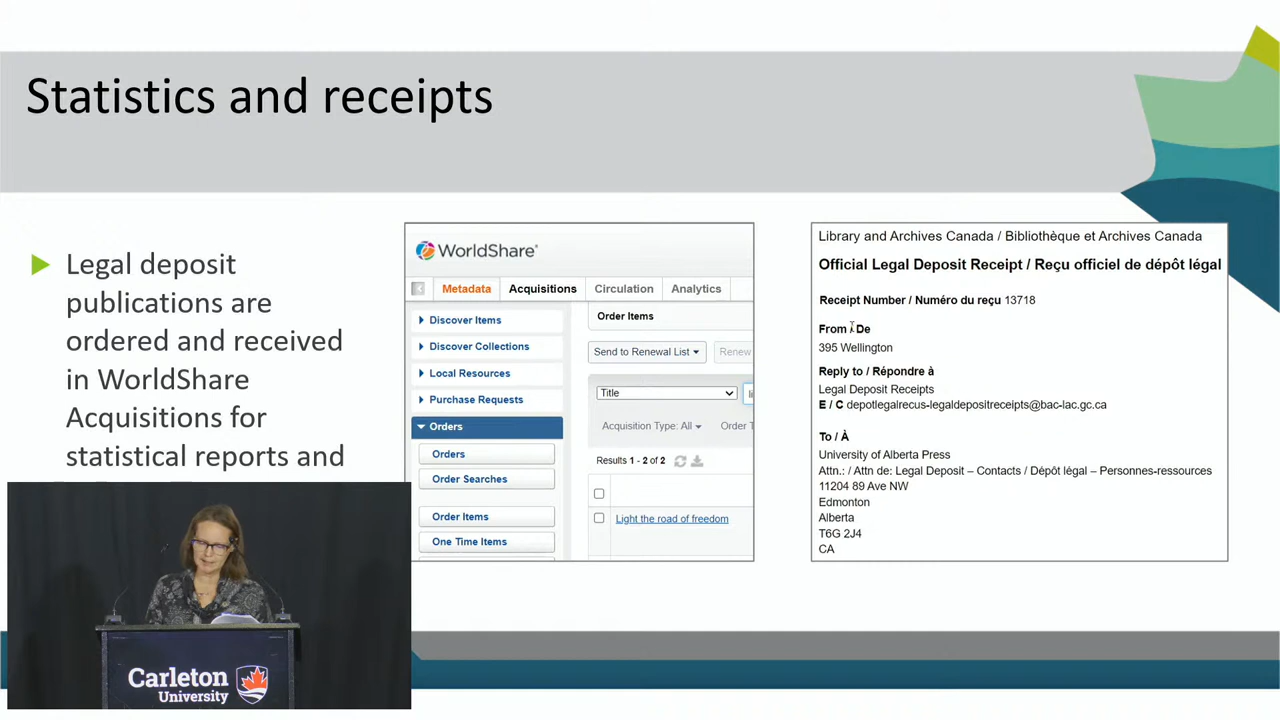 Statistics and receipts
Legal deposit
publications are
ordered and received
in WorldShare
Acquisitions for
statistical reports and
WorldShare®
Metadata
Acquisitions
Circulation
Analytics
Discover Items
Discover Collections
Local Resources
Purchase Requests
Orders
Orders
Order Searches
Order Items
One Time Items
Order Items
Send to Renewal List
Renew
Title
Acquisition Type: All
Order T
Results 1 - 2 of 2
Light the road of freedom
Library and Archives Canada / Bibliothèque et Archives Canada
Official Legal Deposit Receipt / Reçu officiel de dépôt légal
Receipt Number / Numéro du reçu 13718
From / De
395 Wellington
Reply to / Répondre à
Legal Deposit Receipts
E / C depotlegalrecus-legaldepositreceipts@bac-lac.gc.ca
To / À
University of Alberta Press
Attn.: / Attn de: Legal Deposit – Contacts / Dépôt légal – Personnes-ressources
11204 89 Ave NW
Edmonton
Alberta
T6G 2J4
CA
Carleton
University